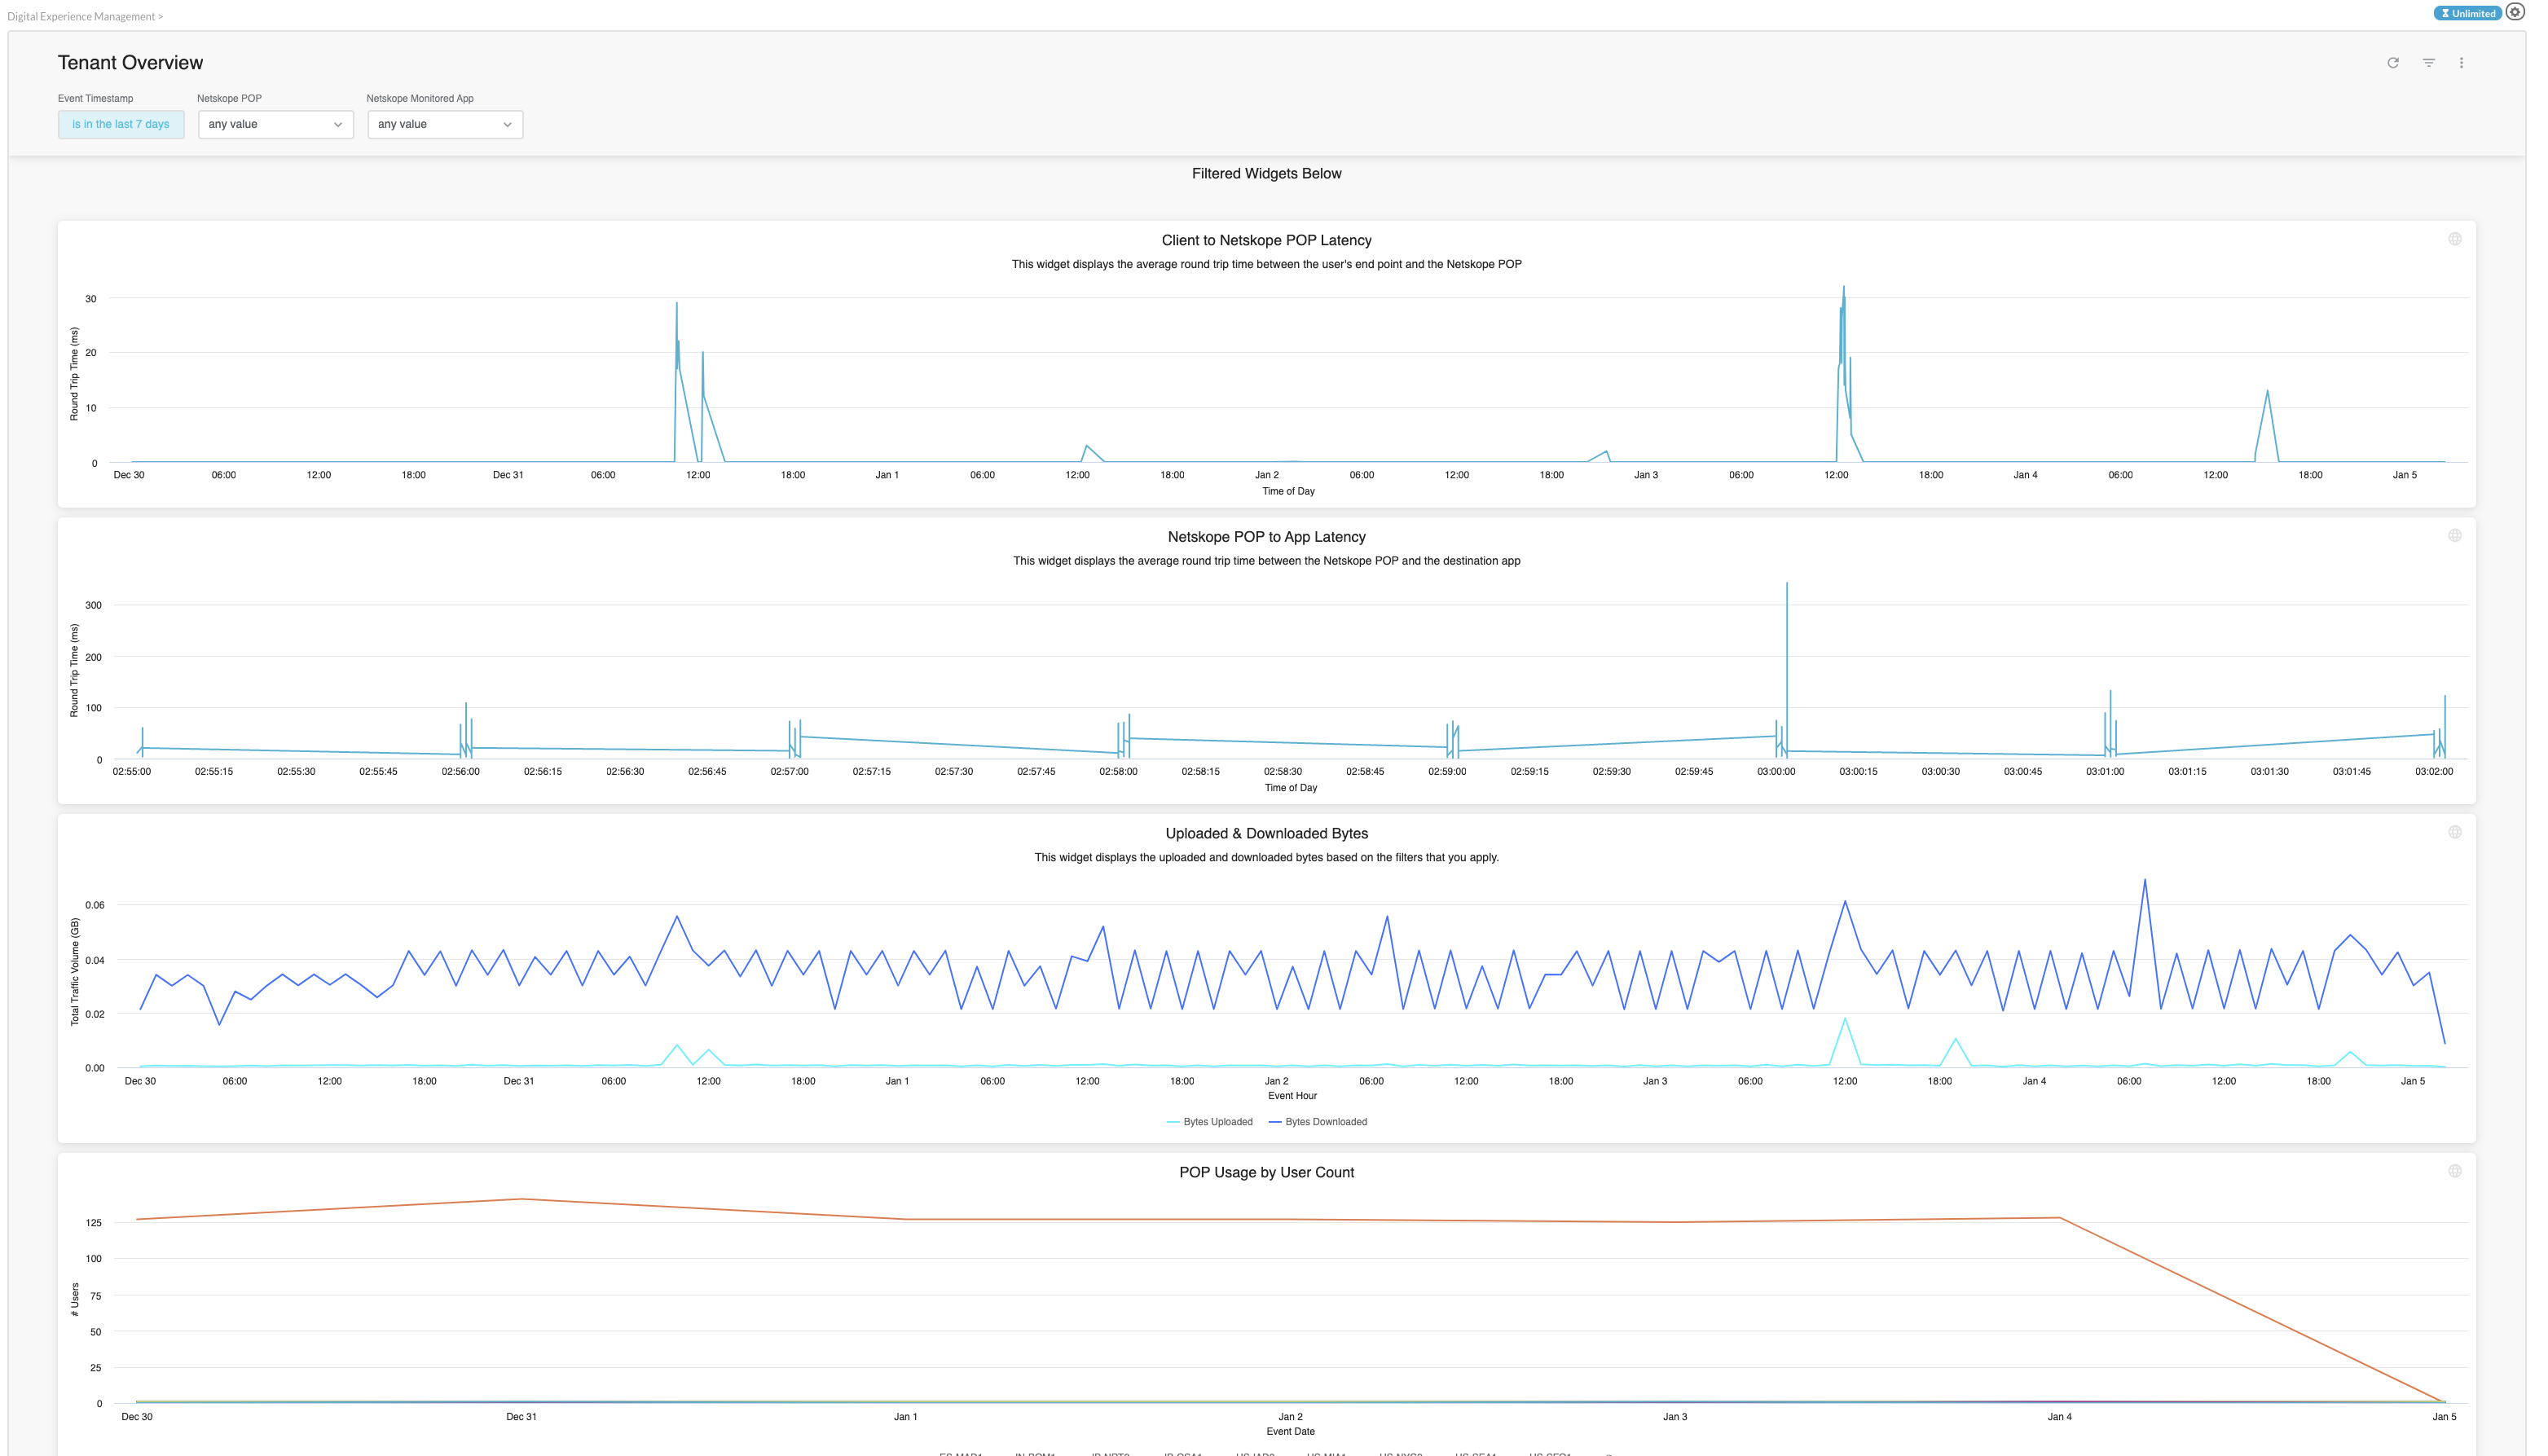 Digital Experience Management >
Unlimited
Tenant Overview
Event Timestamp Netskope POP Netskope Monitored App
is in the last 7 days any value any value
Filtered Widgets Below
Client to Netskope POP Latency
This widget displays the average round trip time between the user's end point and the Netskope POP
Round Trip Time (ms)
30
20
10
0
Dec 30 06:00 12:00 18:00 Dec 31 06:00 12:00 18:00 Jan 1 06:00 12:00 18:00 Jan 2 06:00 12:00 18:00 Jan 3 06:00 12:00 18:00 Jan 4 06:00 12:00 18:00 Jan 5
Time of Day
Netskope POP to App Latency
This widget displays the average round trip time between the Netskope POP and the destination app
Round Trip Time (ms)
300
200
100
0
02:55:00 02:55:15 02:55:30 02:55:45 02:56:00 02:56:15 02:56:30 02:56:45 02:57:00 02:57:15 02:57:30 02:57:45 02:58:00 02:58:15 02:58:30 02:58:45 02:59:00 02:59:15 02:59:30 02:59:45 03:00:00 03:00:15 03:00:30 03:00:45 03:01:00 03:01:15 03:01:30 03:01:45 03:02:00
Time of Day
Uploaded & Downloaded Bytes
This widget displays the uploaded and downloaded bytes based on the filters that you apply.
Total Traffic Volume (GB)
0.06
0.04
0.02
0.00
Dec 30 06:00 12:00 18:00 Dec 31 06:00 12:00 18:00 Jan 1 06:00 12:00 18:00 Jan 2 06:00 12:00 18:00 Jan 3 06:00 12:00 18:00 Jan 4 06:00 12:00 18:00 Jan 5
Event Hour
Bytes Uploaded Bytes Downloaded
POP Usage by User Count
# Users
125
100
75
50
25
0
Dec 30 Dec 31 Jan 1 Jan 2 Jan 3 Jan 4 Jan 5
Event Date